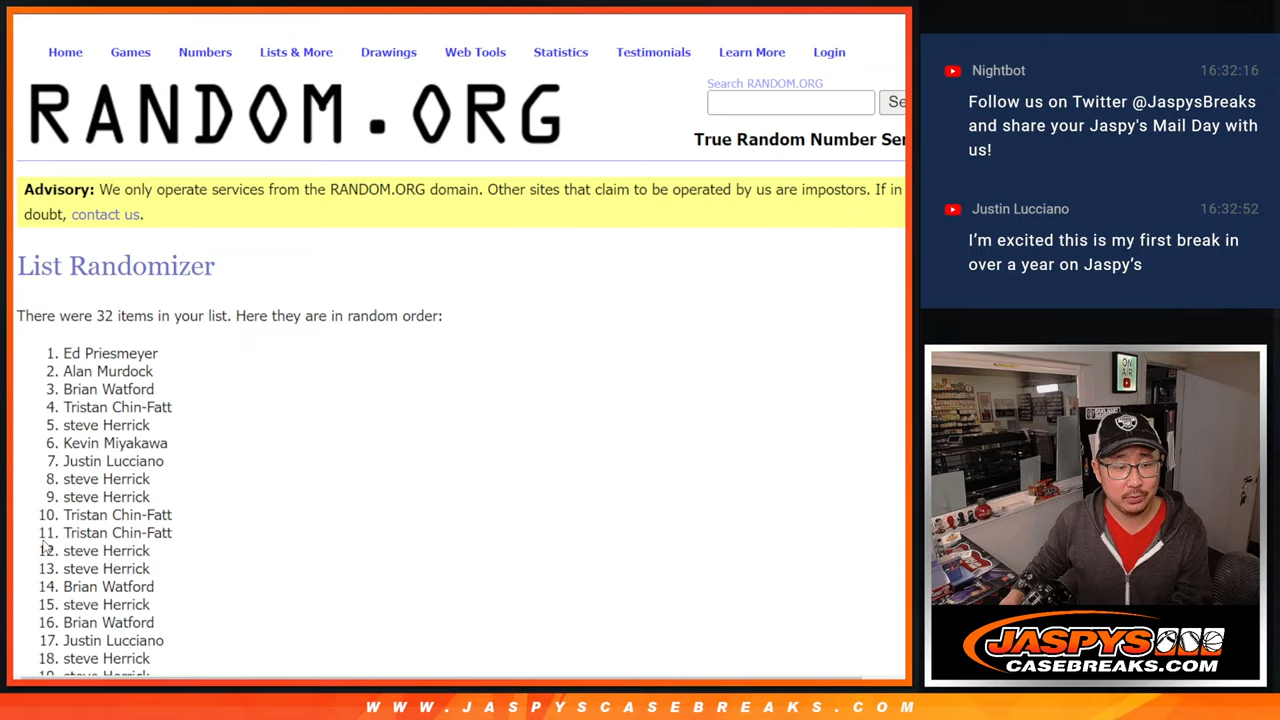 Home Games Numbers Lists & More Drawings Web Tools Statistics Testimonials Learn More Login
Search RANDOM.ORG
RANDOM.ORG
True Random Number Ser
Advisory: We only operate services from the RANDOM.ORG domain. Other sites that claim to be operated by us are impostors. If in
doubt, contact us.
List Randomizer
There were 32 items in your list. Here they are in random order:
1. Ed Priesmeyer
2. Alan Murdock
3. Brian Watford
4. Tristan Chin-Fatt
5. steve Herrick
6. Kevin Miyakawa
7. Justin Lucciano
8. steve Herrick
9. steve Herrick
10. Tristan Chin-Fatt
11. Tristan Chin-Fatt
12. steve Herrick
13. steve Herrick
14. Brian Watford
15. steve Herrick
16. Brian Watford
17. Justin Lucciano
18. steve Herrick
19. steve Herrick
Nightbot 16:32:16
Follow us on Twitter @JaspysBreaks
and share your Jaspy's Mail Day with
us!
Justin Lucciano 16:32:52
I'm excited this is my first break in
over a year on Jaspy's
ON AIR
JASPYS
CASEBREAKS.COM
WWW.JASPYSCASEBREAKS.COM